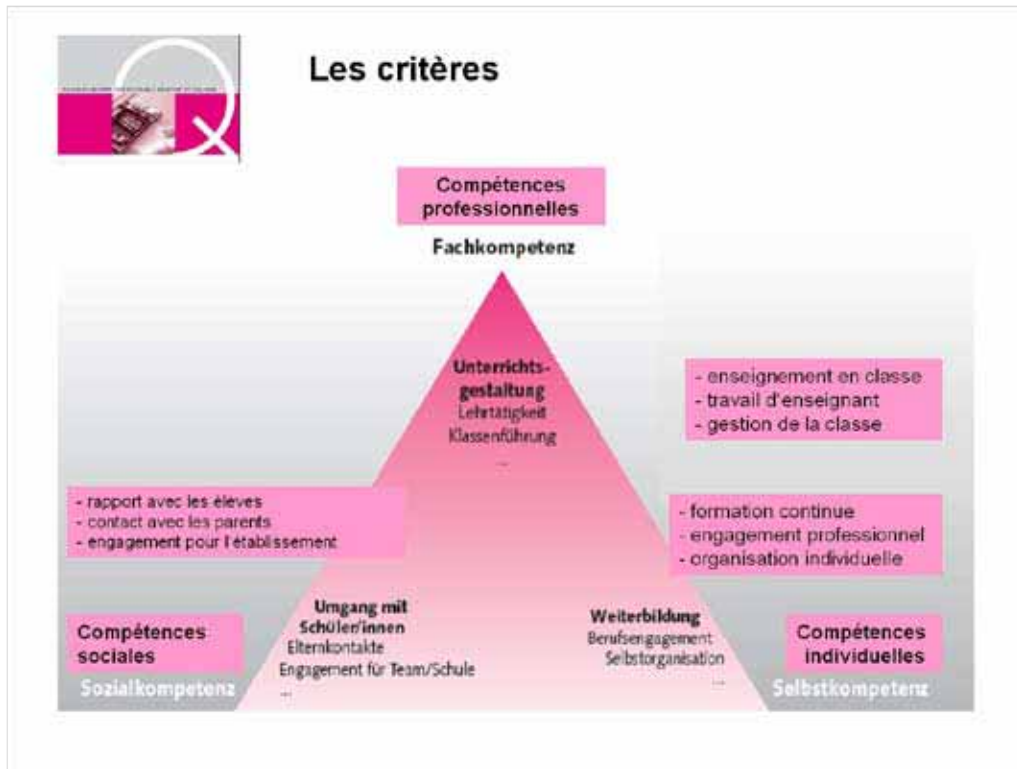 Les critères
Compétences
professionnelles
Fachkompetenz
Unterrichts-
gestaltung
Lehrtätigkeit
Klassenführung
...
- enseignement en classe
- travail d'enseignant
- gestion de la classe
- rapport avec les élèves
- contact avec les parents
- engagement pour l'établissement
- formation continue
- engagement professionnel
- organisation individuelle
Umgang mit
Schüler/innen
Elternkontakte
Engagement für Team/Schule
...
Weiterbildung
Berufsengagement
Selbstorganisation
...
Compétences
sociales
Sozialkompetenz
Compétences
individuelles
Selbstkompetenz